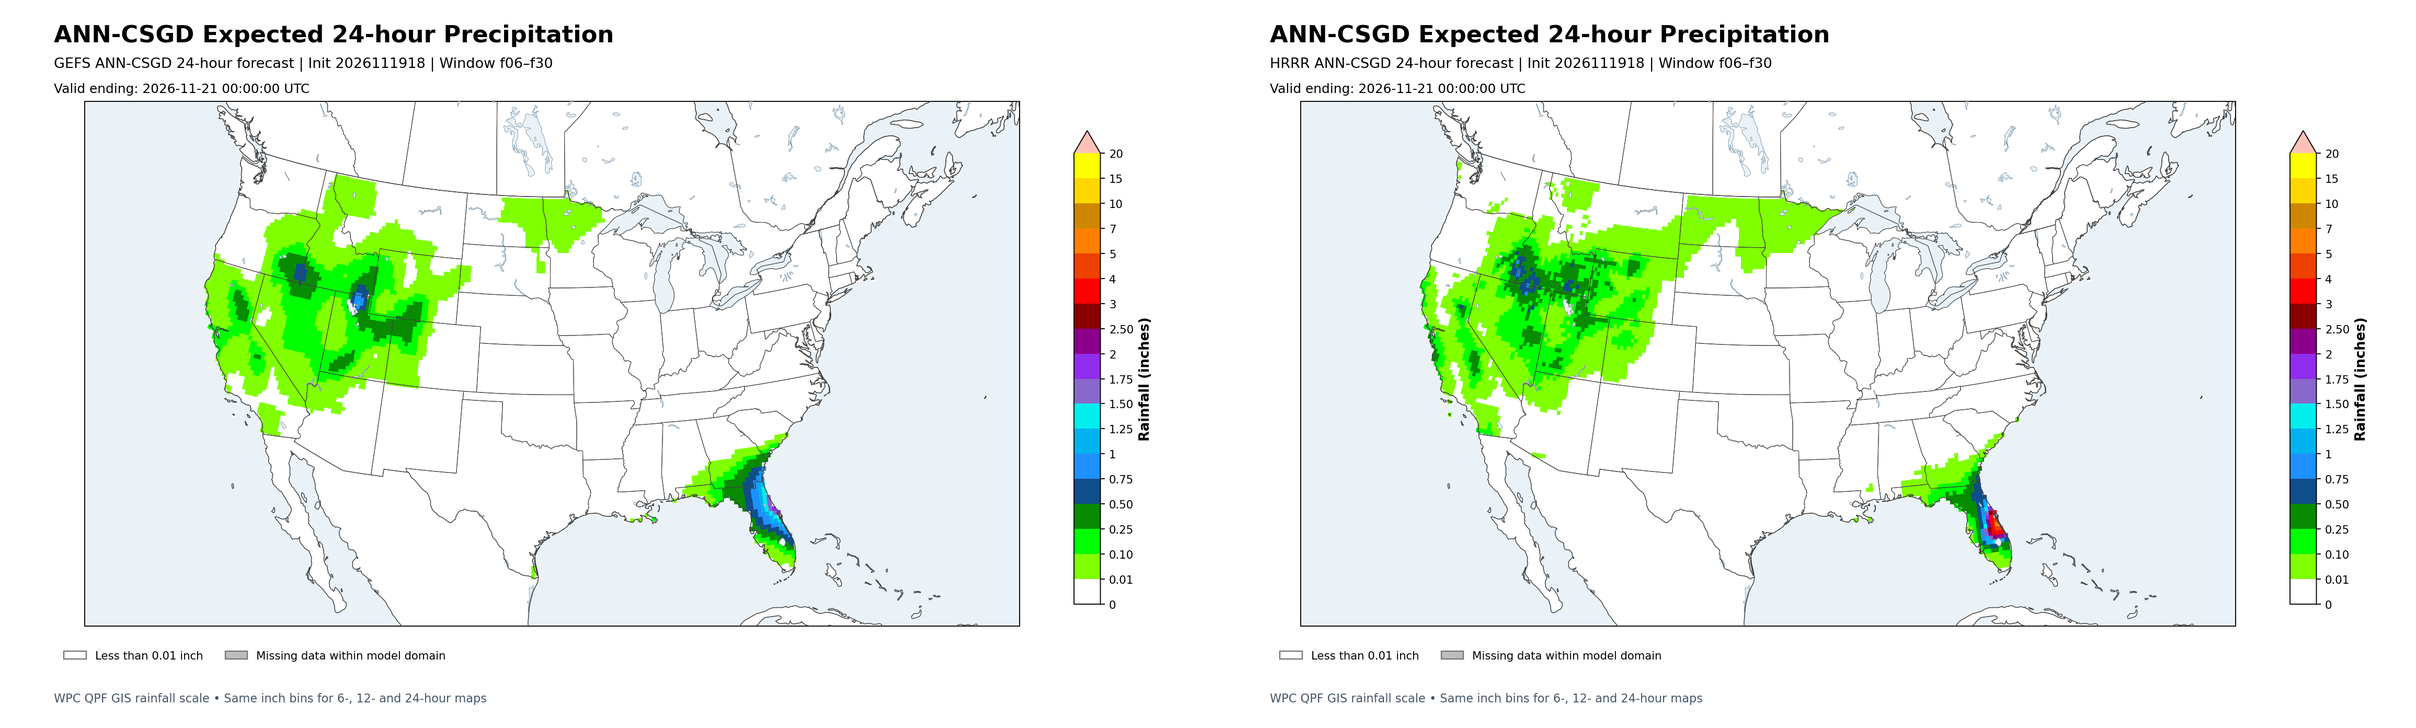 ANN-CSGD Expected 24-hour Precipitation
GEFS ANN-CSGD 24-hour forecast | Init 2026111918 | Window f06–f30
Valid ending: 2026-11-21 00:00:00 UTC
20
15
10
7
5
4
3
2.50
2
1.75
1.50
1.25
1
0.75
0.50
0.25
0.10
0.01
0
Rainfall (inches)
Less than 0.01 inch
Missing data within model domain
WPC QPF GIS rainfall scale • Same inch bins for 6-, 12- and 24-hour maps
ANN-CSGD Expected 24-hour Precipitation
HRRR ANN-CSGD 24-hour forecast | Init 2026111918 | Window f06–f30
Valid ending: 2026-11-21 00:00:00 UTC
20
15
10
7
5
4
3
2.50
2
1.75
1.50
1.25
1
0.75
0.50
0.25
0.10
0.01
0
Rainfall (inches)
Less than 0.01 inch
Missing data within model domain
WPC QPF GIS rainfall scale • Same inch bins for 6-, 12- and 24-hour maps